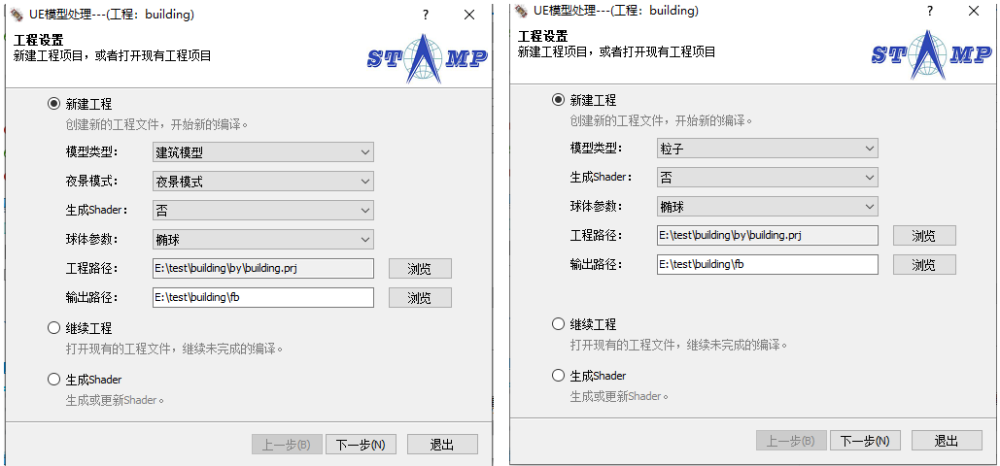 UE模型处理---(工程：building)
工程设置
新建工程项目，或者打开现有工程项目
STAMP
新建工程
创建新的工程文件，开始新的编译。
模型类型：
建筑模型
夜景模式：
夜景模式
生成Shader：
否
球体参数：
椭球
工程路径：
E:\test\building\by\building.prj
浏览
输出路径：
E:\test\building\fb
浏览
继续工程
打开现有的工程文件，继续未完成的编译。
生成Shader
生成或更新Shader。
上一步(B)
下一步(N)
退出
UE模型处理---(工程：building)
工程设置
新建工程项目，或者打开现有工程项目
STAMP
新建工程
创建新的工程文件，开始新的编译。
模型类型：
粒子
生成Shader：
否
球体参数：
椭球
工程路径：
E:\test\building\by\building.prj
浏览
输出路径：
E:\test\building\fb
浏览
继续工程
打开现有的工程文件，继续未完成的编译。
生成Shader
生成或更新Shader。
上一步(B)
下一步(N)
退出